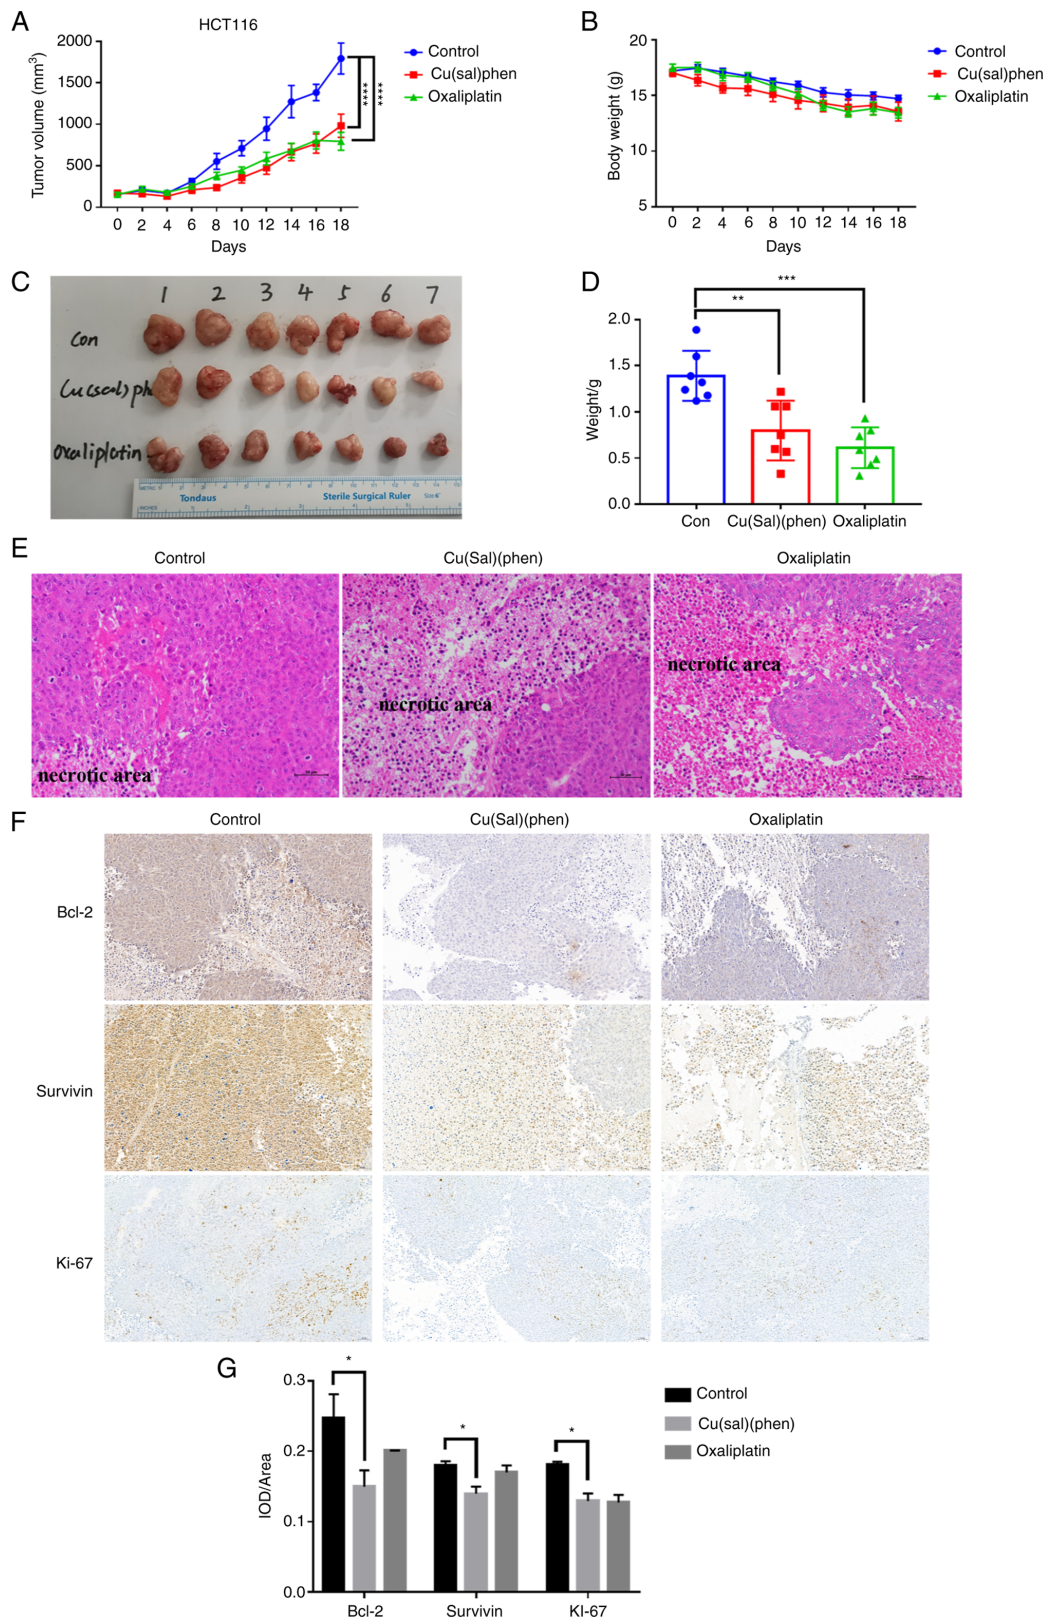 A
HCT116
Tumor volume (mm³)
2000
1500
1000
500
0
0 2 4 6 8 10 12 14 16 18
Days
****
****
Control
Cu(sal)phen
Oxaliplatin
B
Body weight (g)
20
15
10
5
0 2 4 6 8 10 12 14 16 18
Days
Control
Cu(sal)phen
Oxaliplatin
C
1 2 3 4 5 6 7
Con
Cu(sal)ph
Oxaliplatin
METRIC
Tondaus
Sterile Surgical Ruler
INCHES
D
***
**
Weight/g
2.0
1.5
1.0
0.5
0.0
Con Cu(Sal)(phen) Oxaliplatin
E
Control Cu(Sal)(phen) Oxaliplatin
necrotic area
necrotic area
necrotic area
F
Control Cu(Sal)(phen) Oxaliplatin
Bcl-2
Survivin
Ki-67
G
IOD/Area
0.3
0.2
0.1
0.0
*
*
*
Bcl-2 Survivin KI-67
Control
Cu(sal)(phen)
Oxaliplatin